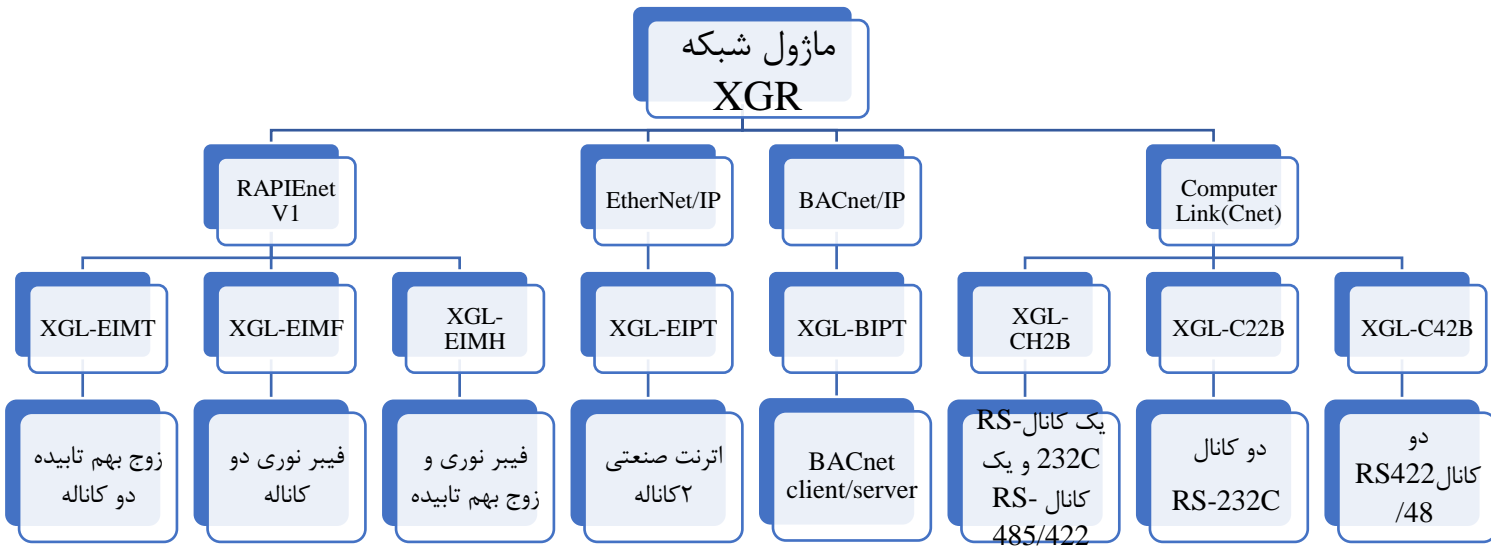 ماژول شبکه
XGR
RAPIEnet
V1
EtherNet/IP
BACnet/IP
Computer
Link(Cnet)
XGL-EIMT
XGL-EIMF
XGL-
EIMH
XGL-EIPT
XGL-BIPT
XGL-
CH2B
XGL-C22B
XGL-C42B
زوج بهم تابیده
دو کاناله
فیبر نوری دو
کاناله
فیبر نوری و
زوج بهم تابیده
اترنت صنعتی
۲کاناله
BACnet
client/server
یک کانال RS-
232C و یک
کانال RS-
485/422
دو کانال
RS-232C
دو
کانال RS422
/48